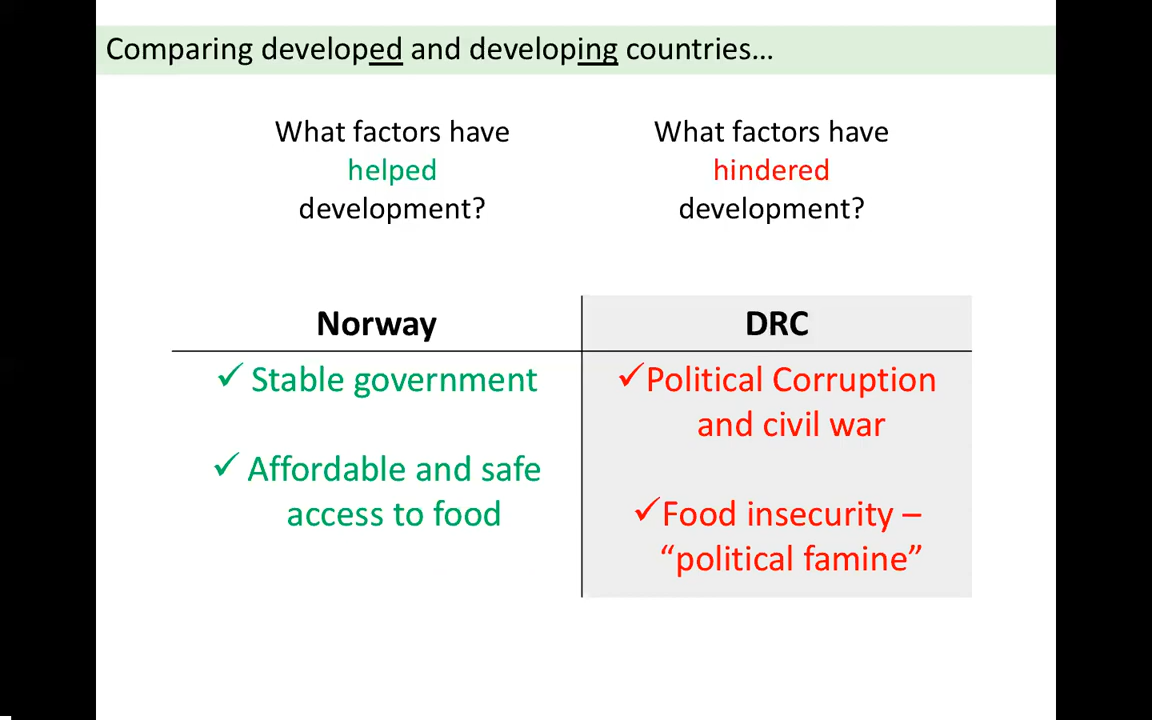 Comparing developed and developing countries…
What factors have
helped
development?
What factors have
hindered
development?
Norway
DRC
✓ Stable government
✓ Affordable and safe
access to food
✓Political Corruption
and civil war
✓Food insecurity –
“political famine”